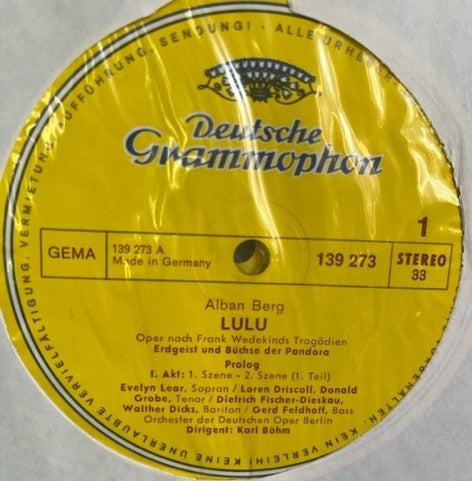 VERVIELFÄLTIGUNG, VERMIETUNG, AUFFÜHRUNG, SENDUNG! - ALLE URHEBER-
Deutsche
Grammophon
1
GEMA
139 273 A
Made in Germany
139 273
STEREO
33
Alban Berg
LULU
Oper nach Frank Wedekinds Tragödien
Erdgeist und Büchse der Pandora
Prolog
I. Akt: 1. Szene - 2. Szene (1. Teil)
Evelyn Lear, Sopran / Loren Driscoll, Donald
Grobe, Tenor / Dietrich Fischer-Dieskau,
Walther Dicks, Bariton / Gerd Feldhoff, Bass
Orchester der Deutschen Oper Berlin
Dirigent: Karl Böhm
VORBEHALTEN · KEIN VERLEIH! KEINE UNERLAUBTE